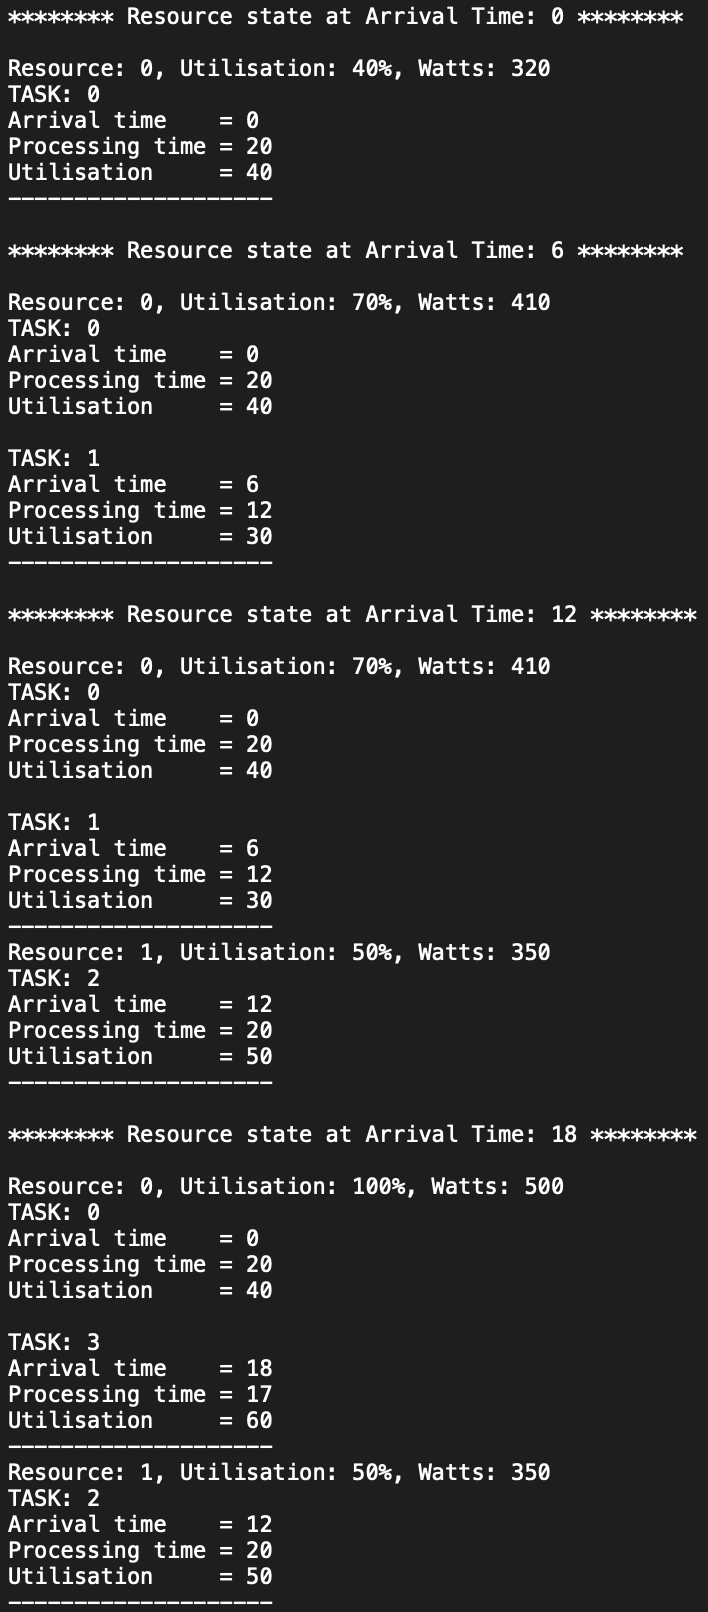 ******** Resource state at Arrival Time: 0 ********
Resource: 0, Utilisation: 40%, Watts: 320
TASK: 0
Arrival time    = 0
Processing time = 20
Utilisation     = 40
--------------------
******** Resource state at Arrival Time: 6 ********
Resource: 0, Utilisation: 70%, Watts: 410
TASK: 0
Arrival time    = 0
Processing time = 20
Utilisation     = 40
TASK: 1
Arrival time    = 6
Processing time = 12
Utilisation     = 30
--------------------
******** Resource state at Arrival Time: 12 ********
Resource: 0, Utilisation: 70%, Watts: 410
TASK: 0
Arrival time    = 0
Processing time = 20
Utilisation     = 40
TASK: 1
Arrival time    = 6
Processing time = 12
Utilisation     = 30
--------------------
Resource: 1, Utilisation: 50%, Watts: 350
TASK: 2
Arrival time    = 12
Processing time = 20
Utilisation     = 50
--------------------
******** Resource state at Arrival Time: 18 ********
Resource: 0, Utilisation: 100%, Watts: 500
TASK: 0
Arrival time    = 0
Processing time = 20
Utilisation     = 40
TASK: 3
Arrival time    = 18
Processing time = 17
Utilisation     = 60
--------------------
Resource: 1, Utilisation: 50%, Watts: 350
TASK: 2
Arrival time    = 12
Processing time = 20
Utilisation     = 50
--------------------